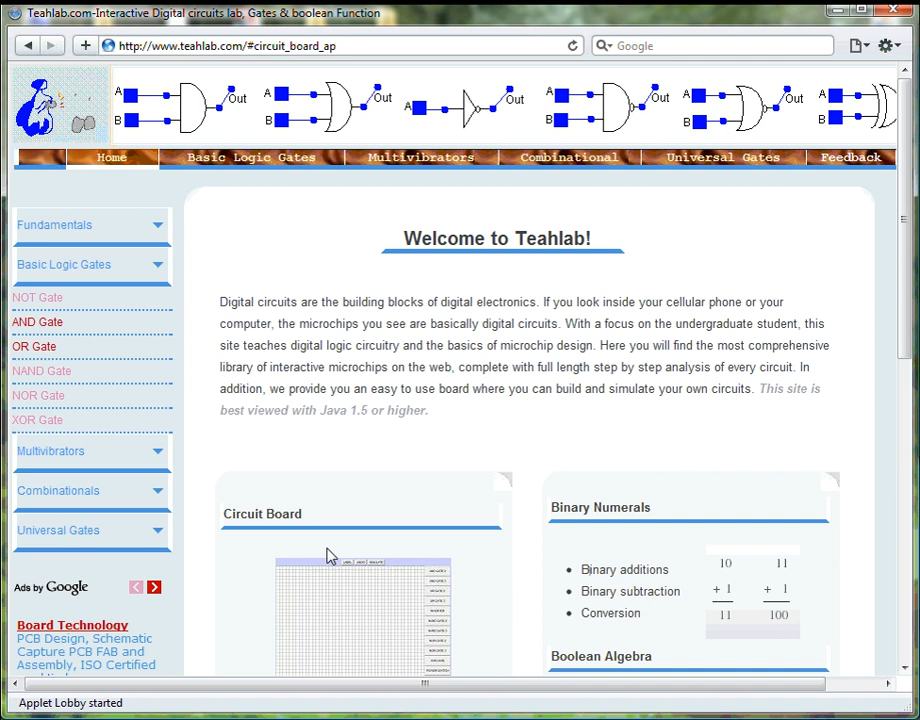 Teahlab.com-Interactive Digital circuits lab, Gates & boolean Function
http://www.teahlab.com/#circuit_board_ap
Google
A B Out
A B Out
A Out
A B Out
A B Out
A B
Home Basic Logic Gates Multivibrators Combinational Universal Gates Feedback
Fundamentals
Basic Logic Gates
NOT Gate
AND Gate
OR Gate
NAND Gate
NOR Gate
XOR Gate
Multivibrators
Combinationals
Universal Gates
Ads by Google
Board Technology
PCB Design, Schematic
Capture PCB FAB and
Assembly, ISO Certified
Welcome to Teahlab!
Digital circuits are the building blocks of digital electronics. If you look inside your cellular phone or your
computer, the microchips you see are basically digital circuits. With a focus on the undergraduate student, this
site teaches digital logic circuitry and the basics of microchip design. Here you will find the most comprehensive
library of interactive microchips on the web, complete with full length step by step analysis of every circuit. In
addition, we provide you an easy to use board where you can build and simulate your own circuits. This site is
best viewed with Java 1.5 or higher.
Circuit Board
Binary Numerals
Binary additions
Binary subtraction
Conversion
10 11
+ 1 + 1
11 100
Boolean Algebra
Applet Lobby started